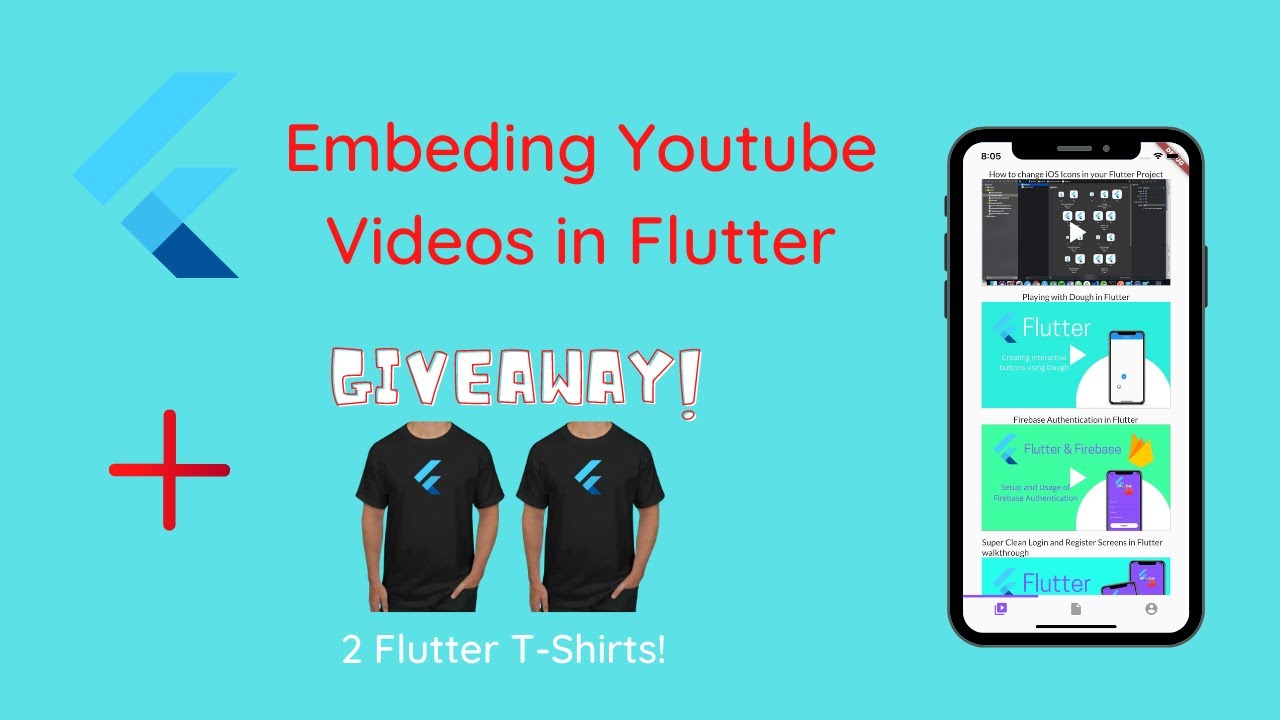 Embeding Youtube
Videos in Flutter
GIVEAWAY!
2 Flutter T-Shirts!
8:05
How to change iOS Icons in your Flutter Project
Playing with Dough in Flutter
Flutter
Creating interactive
buttons using Dough
Firebase Authentication in Flutter
Flutter & Firebase
Setup and Usage of
Firebase Authentication
Super Clean Login and Register Screens in Flutter
walkthrough
Flutter